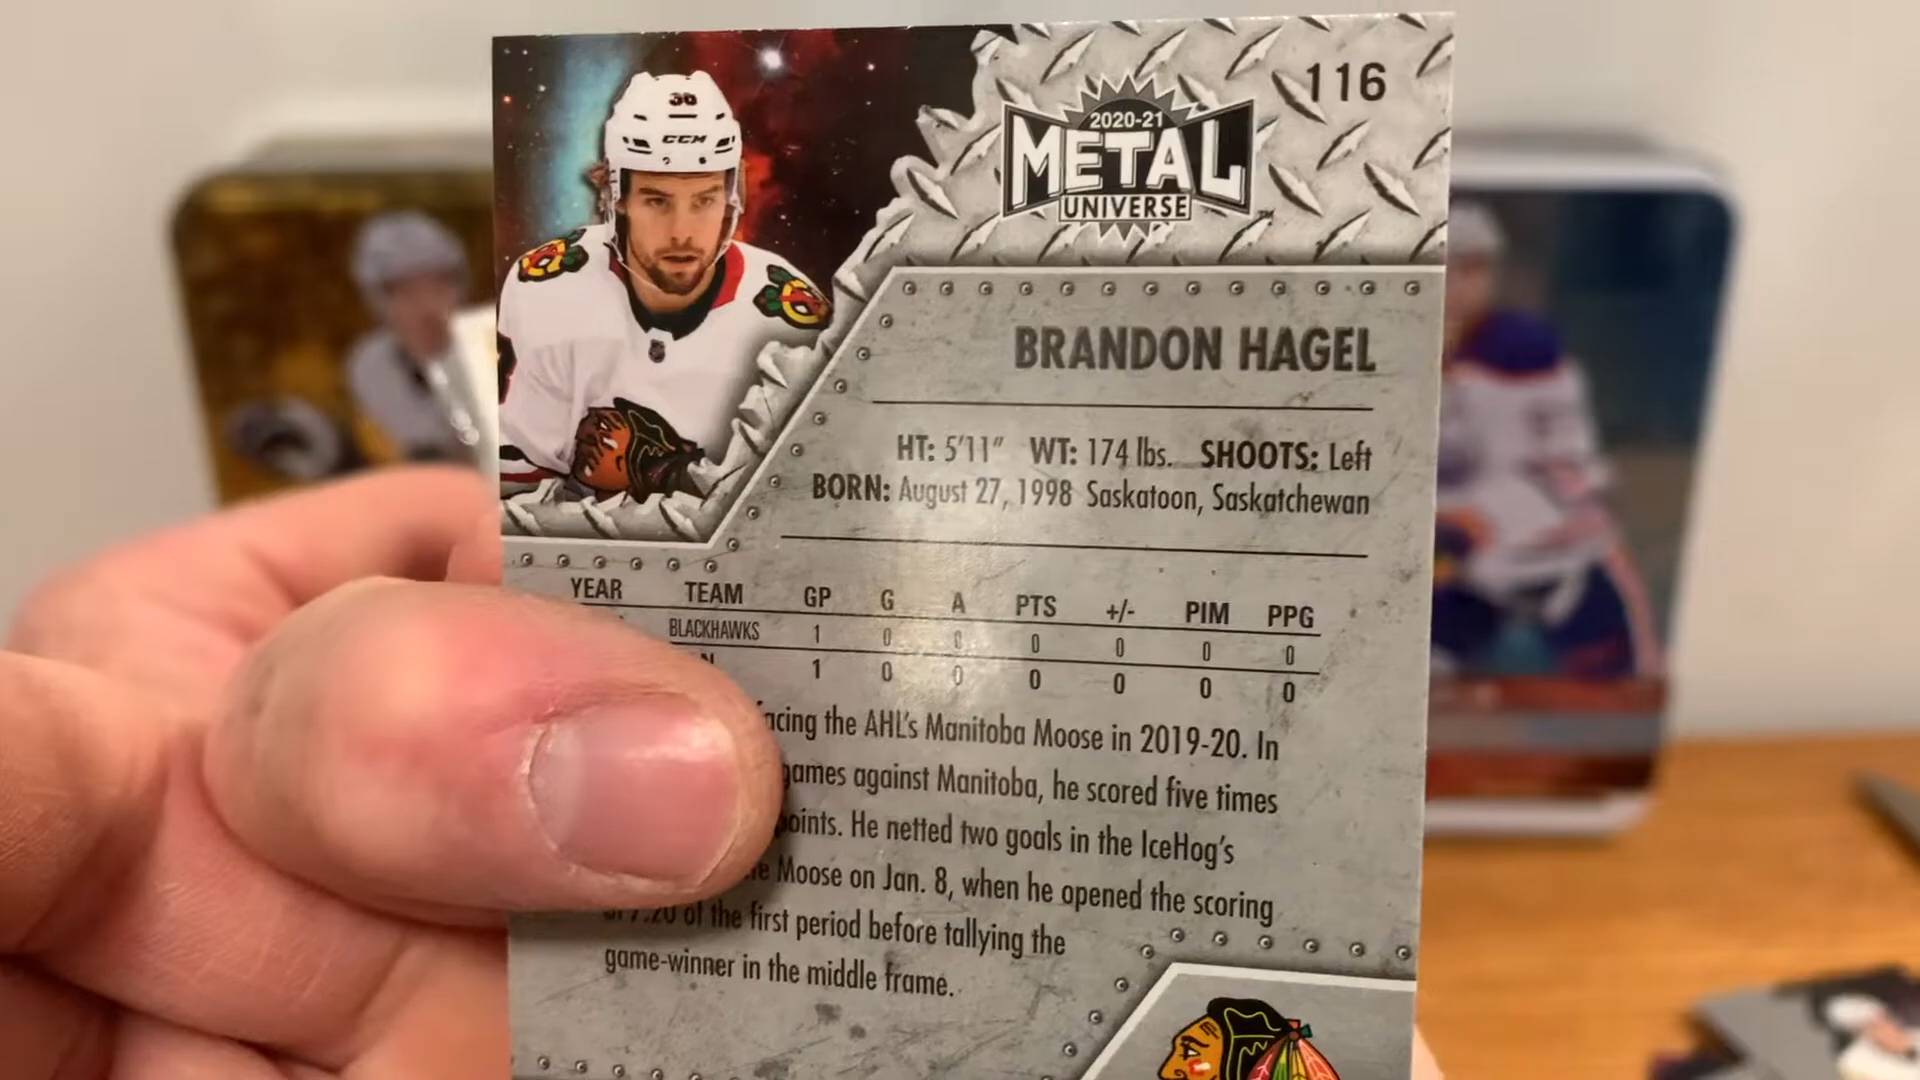 38
CCM
116
2020-21
METAL
UNIVERSE
BRANDON HAGEL
HT: 5'11" WT: 174 lbs. SHOOTS: Left
BORN: August 27, 1998 Saskatoon, Saskatchewan
YEAR TEAM GP G A PTS +/- PIM PPG
BLACKHAWKS 1 0 0 0 0 0 0
1 0 0 0 0 0 0
facing the AHL's Manitoba Moose in 2019-20. In
games against Manitoba, he scored five times
points. He netted two goals in the IceHog's
Moose on Jan. 8, when he opened the scoring
of the first period before tallying the
game-winner in the middle frame.